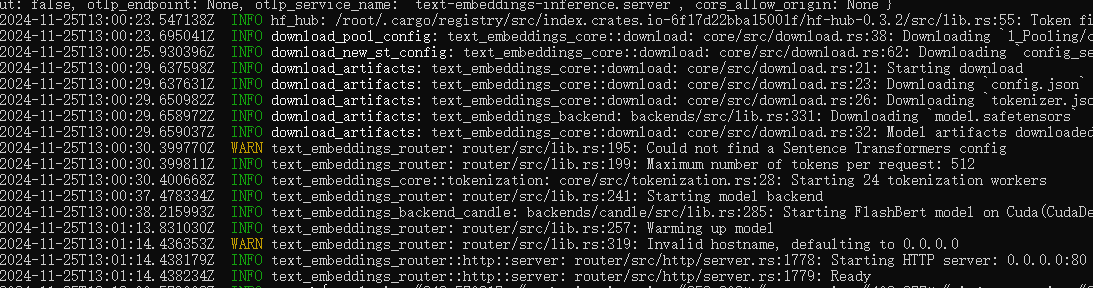 ut: false, otlp_endpoint: None, otlp_service_name: "text-embeddings-inference.server", cors_allow_origin: None }
2024-11-25T13:00:23.547138Z INFO hf_hub: /root/.cargo/registry/src/index.crates.io-6f17d22bba15001f/hf-hub-0.3.2/src/lib.rs:55: Token fi
2024-11-25T13:00:23.695041Z INFO download_pool_config: text_embeddings_core::download: core/src/download.rs:38: Downloading `1_Pooling/c
2024-11-25T13:00:25.930396Z INFO download_new_st_config: text_embeddings_core::download: core/src/download.rs:62: Downloading `config_se
2024-11-25T13:00:29.637598Z INFO download_artifacts: text_embeddings_core::download: core/src/download.rs:21: Starting download
2024-11-25T13:00:29.637631Z INFO download_artifacts: text_embeddings_core::download: core/src/download.rs:23: Downloading `config.json`
2024-11-25T13:00:29.650982Z INFO download_artifacts: text_embeddings_core::download: core/src/download.rs:26: Downloading `tokenizer.jso
2024-11-25T13:00:29.658972Z INFO download_artifacts: text_embeddings_backend: backends/src/lib.rs:331: Downloading `model.safetensors`
2024-11-25T13:00:29.659037Z INFO download_artifacts: text_embeddings_core::download: core/src/download.rs:32: Model artifacts downloaded
2024-11-25T13:00:30.399770Z WARN text_embeddings_router: router/src/lib.rs:195: Could not find a Sentence Transformers config
2024-11-25T13:00:30.399811Z INFO text_embeddings_router: router/src/lib.rs:199: Maximum number of tokens per request: 512
2024-11-25T13:00:30.400668Z INFO text_embeddings_core::tokenization: core/src/tokenization.rs:28: Starting 24 tokenization workers
2024-11-25T13:00:37.478334Z INFO text_embeddings_router: router/src/lib.rs:241: Starting model backend
2024-11-25T13:00:38.215993Z INFO text_embeddings_backend_candle: backends/candle/src/lib.rs:285: Starting FlashBert model on Cuda(CudaDe
2024-11-25T13:01:13.831030Z INFO text_embeddings_router: router/src/lib.rs:257: Warming up model
2024-11-25T13:01:14.436353Z WARN text_embeddings_router: router/src/lib.rs:319: Invalid hostname, defaulting to 0.0.0.0
2024-11-25T13:01:14.438179Z INFO text_embeddings_router::http::server: router/src/http/server.rs:1778: Starting HTTP server: 0.0.0.0:80
2024-11-25T13:01:14.438234Z INFO text_embeddings_router::http::server: router/src/http/server.rs:1779: Ready